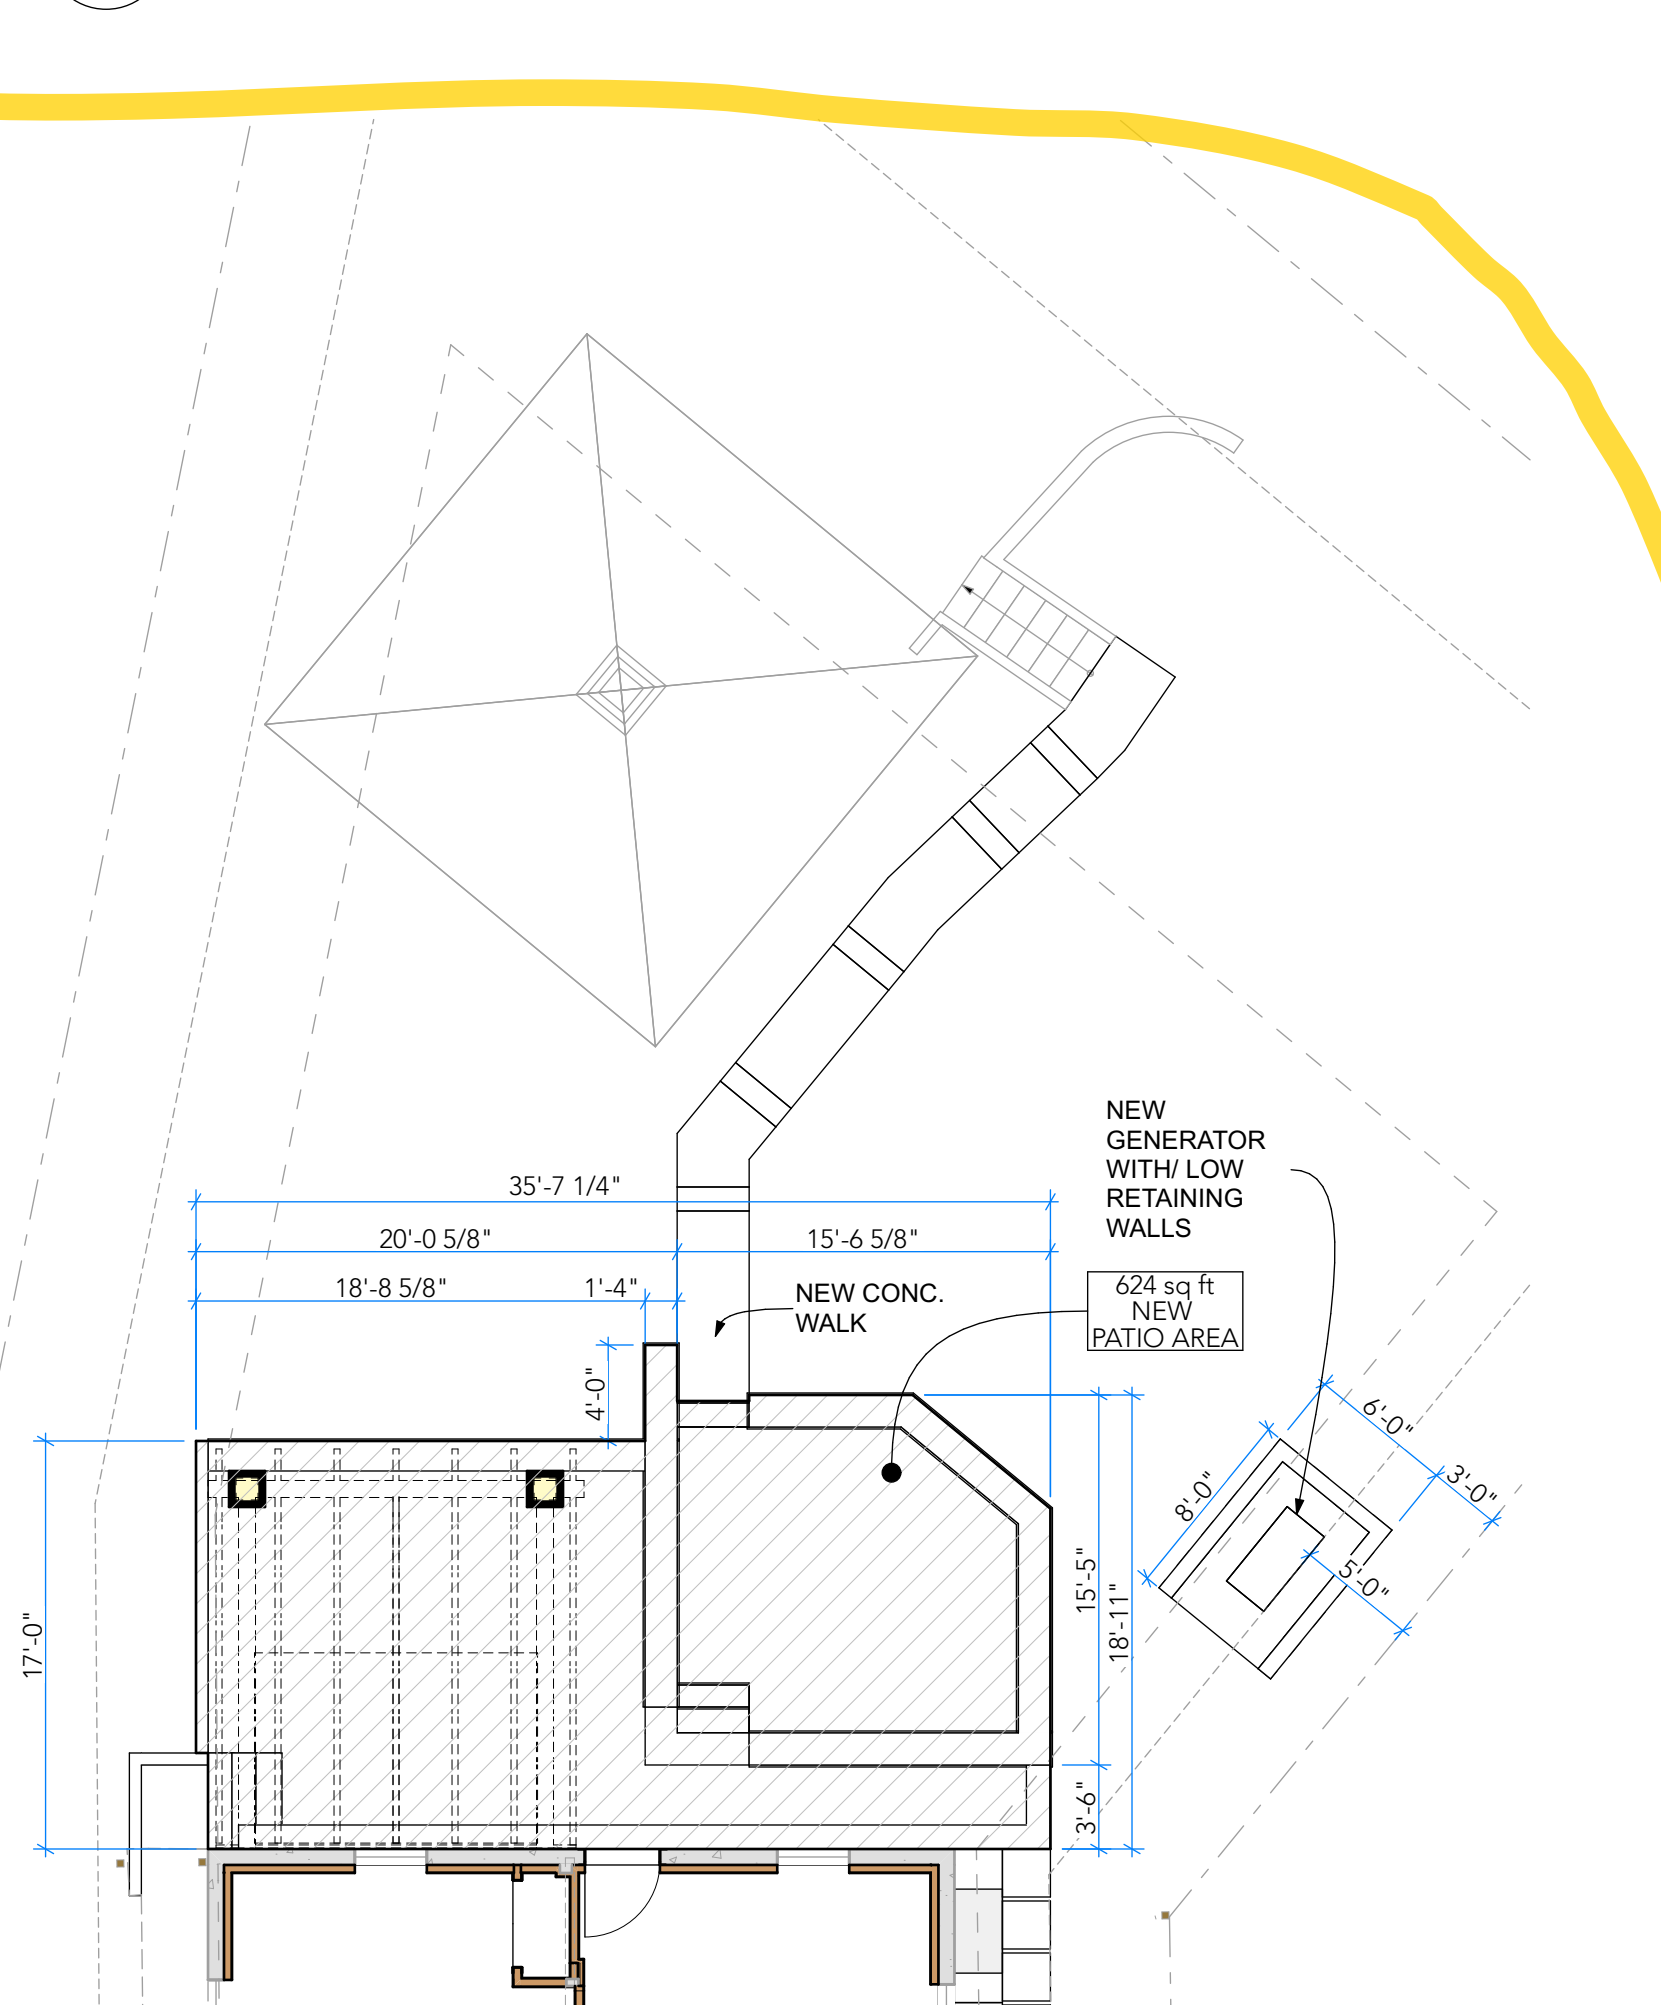 NEW
GENERATOR
WITH/ LOW
RETAINING
WALLS
35'-7 1/4"
20'-0 5/8"
15'-6 5/8"
18'-8 5/8"
1'-4"
NEW CONC.
WALK
624 sq ft
NEW
PATIO AREA
4'-0"
6'-0"
3'-0"
8'-0"
5'-0"
15'-5"
18'-11"
17'-0"
3'-6"